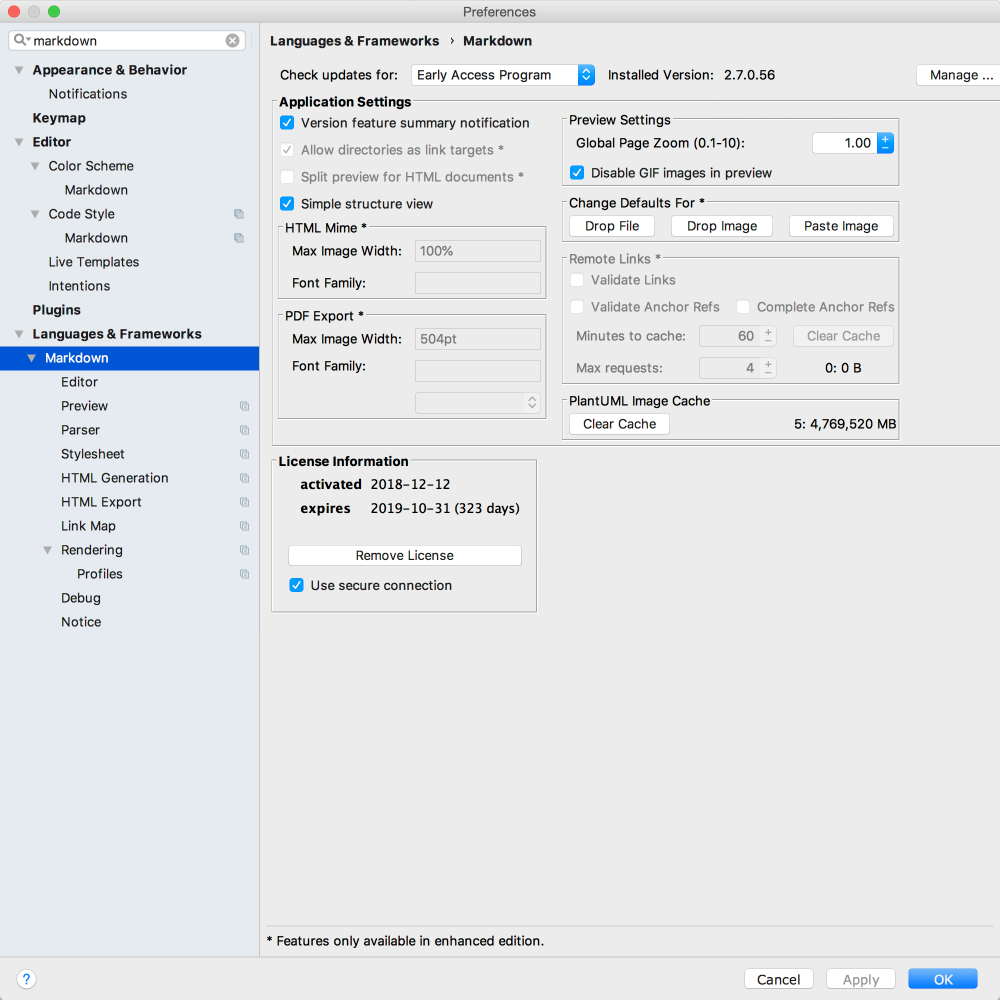 Preferences
markdown
Appearance & Behavior
Notifications
Keymap
Editor
Color Scheme
Markdown
Code Style
Markdown
Live Templates
Intentions
Plugins
Languages & Frameworks
Markdown
Editor
Preview
Parser
Stylesheet
HTML Generation
HTML Export
Link Map
Rendering
Profiles
Debug
Notice
Languages & Frameworks › Markdown
Check updates for: Early Access Program Installed Version: 2.7.0.56 Manage ...
Application Settings
Version feature summary notification
Allow directories as link targets *
Split preview for HTML documents *
Simple structure view
HTML Mime *
Max Image Width: 100%
Font Family:
PDF Export *
Max Image Width: 504pt
Font Family:
Preview Settings
Global Page Zoom (0.1-10): 1.00
Disable GIF images in preview
Change Defaults For *
Drop File Drop Image Paste Image
Remote Links *
Validate Links
Validate Anchor Refs Complete Anchor Refs
Minutes to cache: 60 Clear Cache
Max requests: 4 0: 0 B
PlantUML Image Cache
Clear Cache 5: 4,769,520 MB
License Information
activated 2018-12-12
expires 2019-10-31 (323 days)
Remove License
Use secure connection
* Features only available in enhanced edition.
? Cancel Apply OK